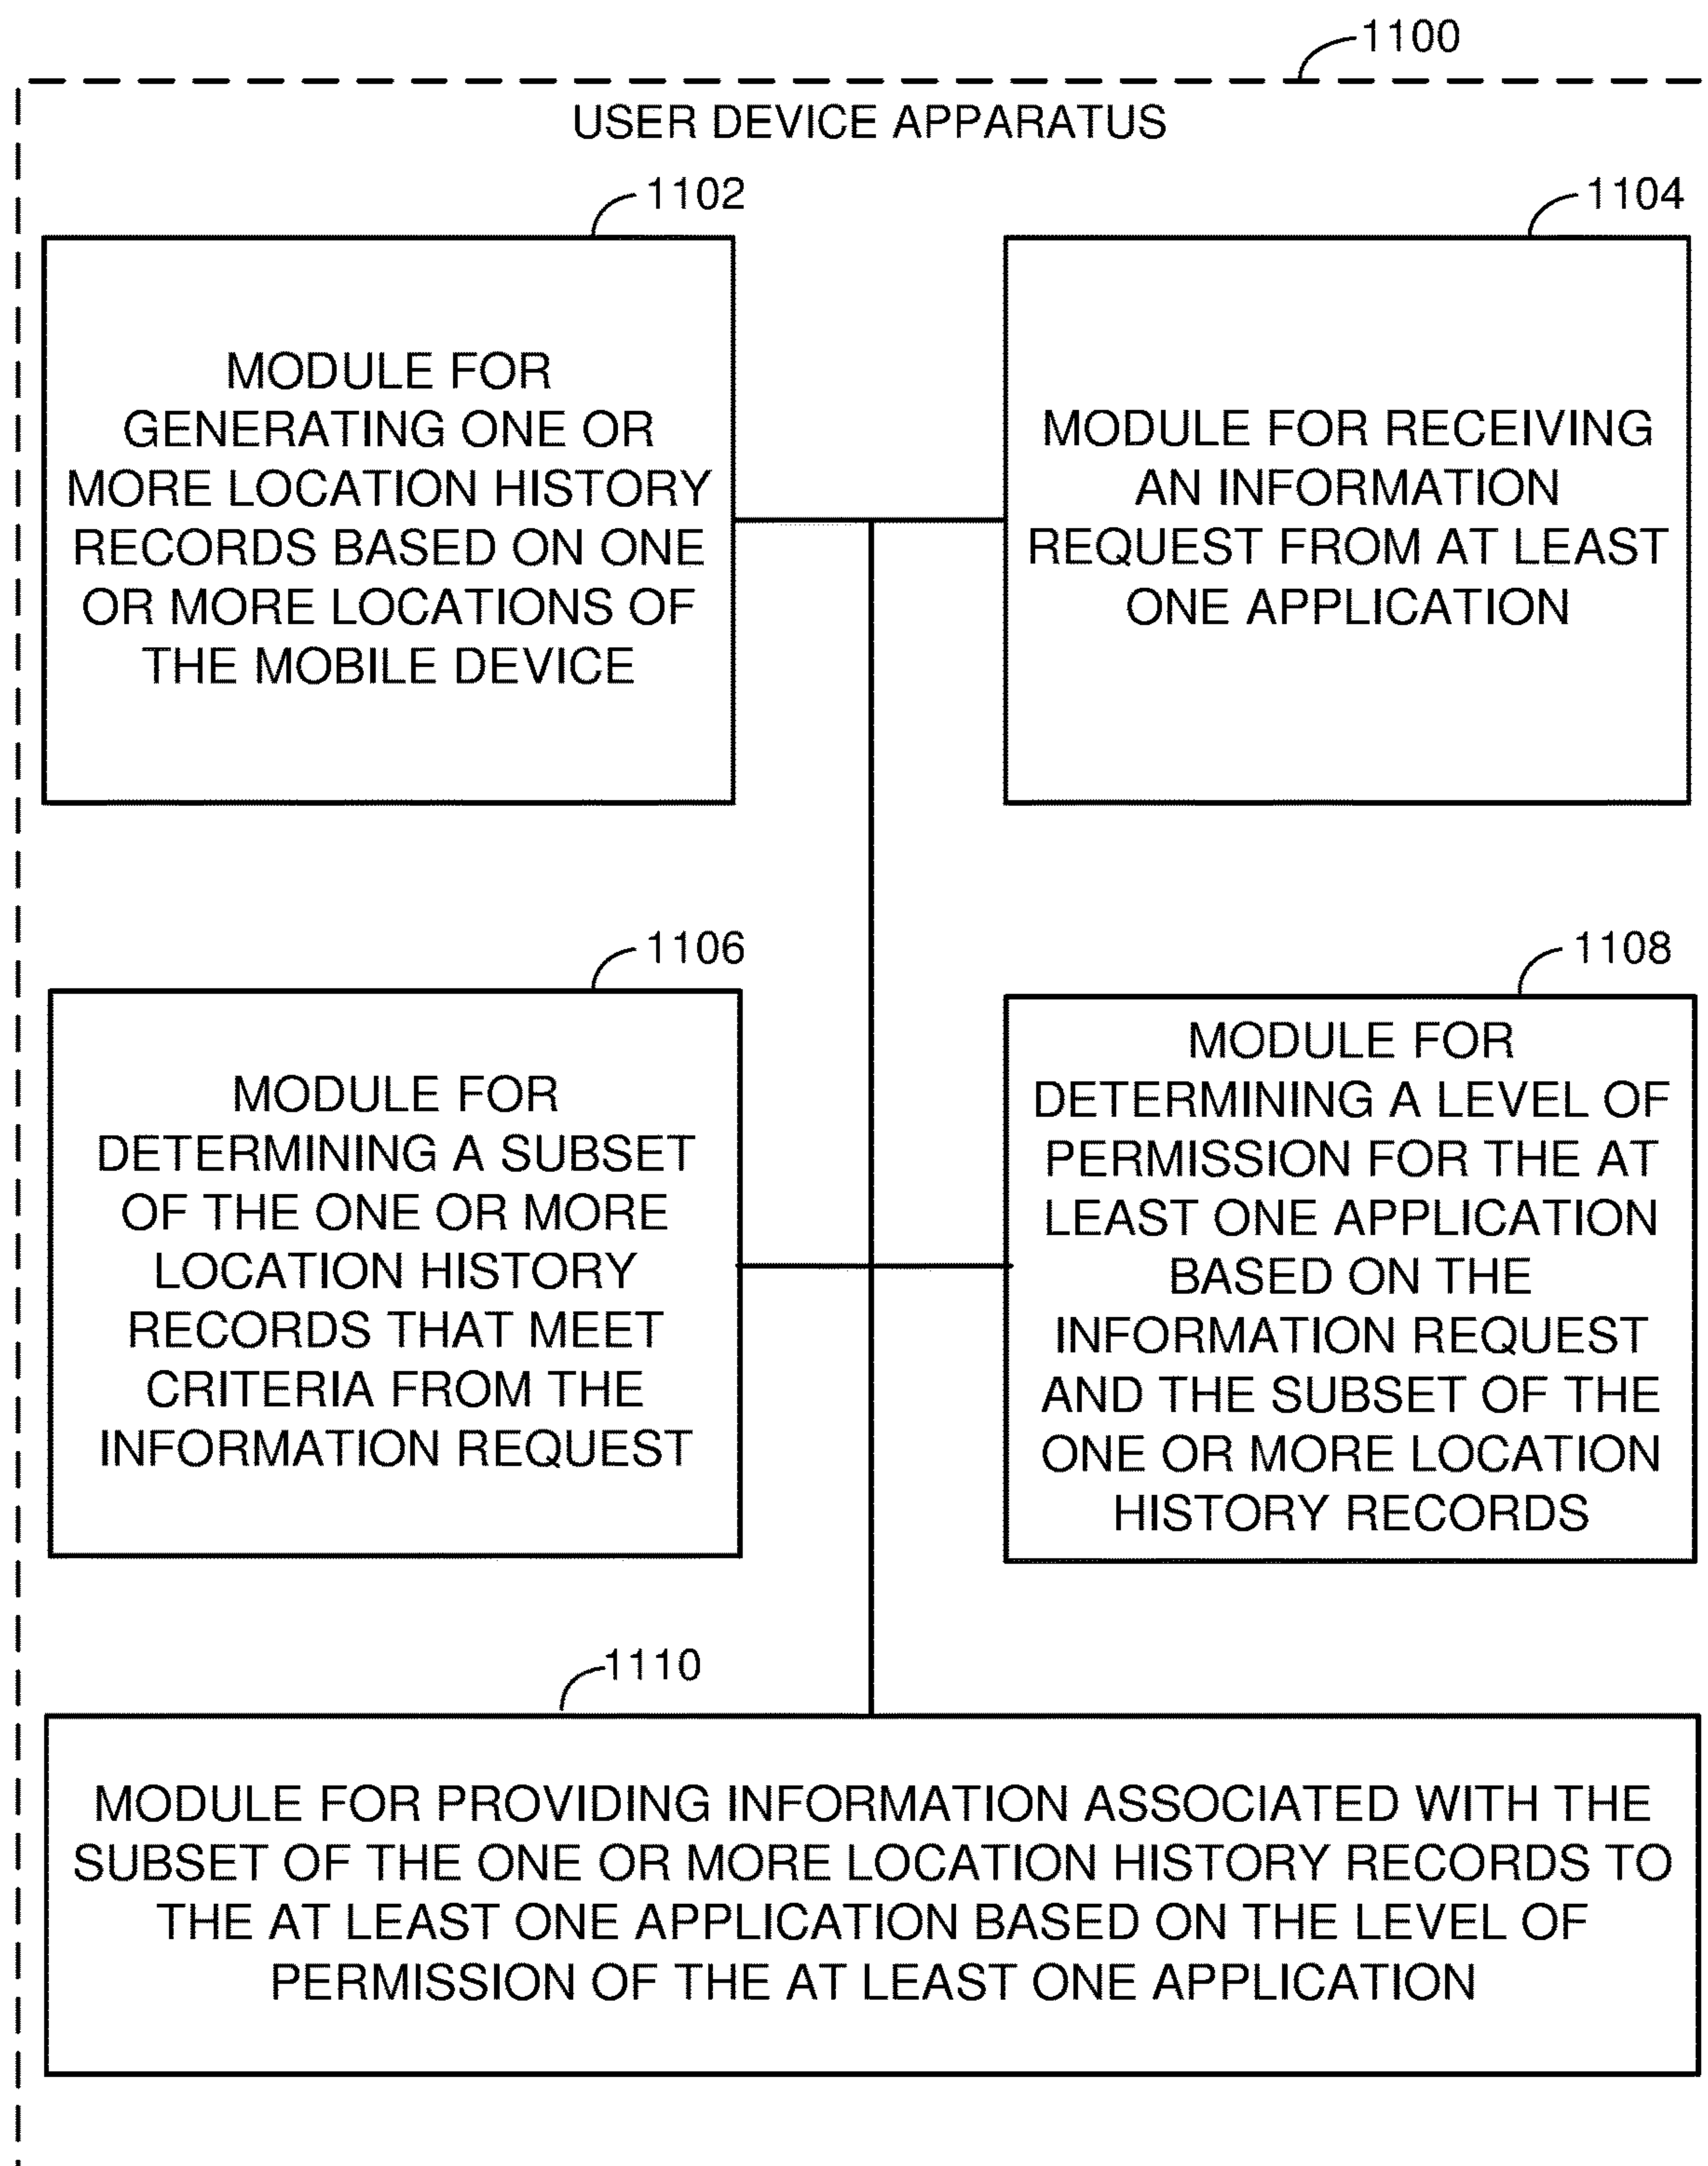 1100
USER DEVICE APPARATUS
1102
MODULE FOR
GENERATING ONE OR
MORE LOCATION HISTORY
RECORDS BASED ON ONE
OR MORE LOCATIONS OF
THE MOBILE DEVICE
1104
MODULE FOR RECEIVING
AN INFORMATION
REQUEST FROM AT LEAST
ONE APPLICATION
1106
MODULE FOR
DETERMINING A SUBSET
OF THE ONE OR MORE
LOCATION HISTORY
RECORDS THAT MEET
CRITERIA FROM THE
INFORMATION REQUEST
1108
MODULE FOR
DETERMINING A LEVEL OF
PERMISSION FOR THE AT
LEAST ONE APPLICATION
BASED ON THE
INFORMATION REQUEST
AND THE SUBSET OF THE
ONE OR MORE LOCATION
HISTORY RECORDS
1110
MODULE FOR PROVIDING INFORMATION ASSOCIATED WITH THE
SUBSET OF THE ONE OR MORE LOCATION HISTORY RECORDS TO
THE AT LEAST ONE APPLICATION BASED ON THE LEVEL OF
PERMISSION OF THE AT LEAST ONE APPLICATION